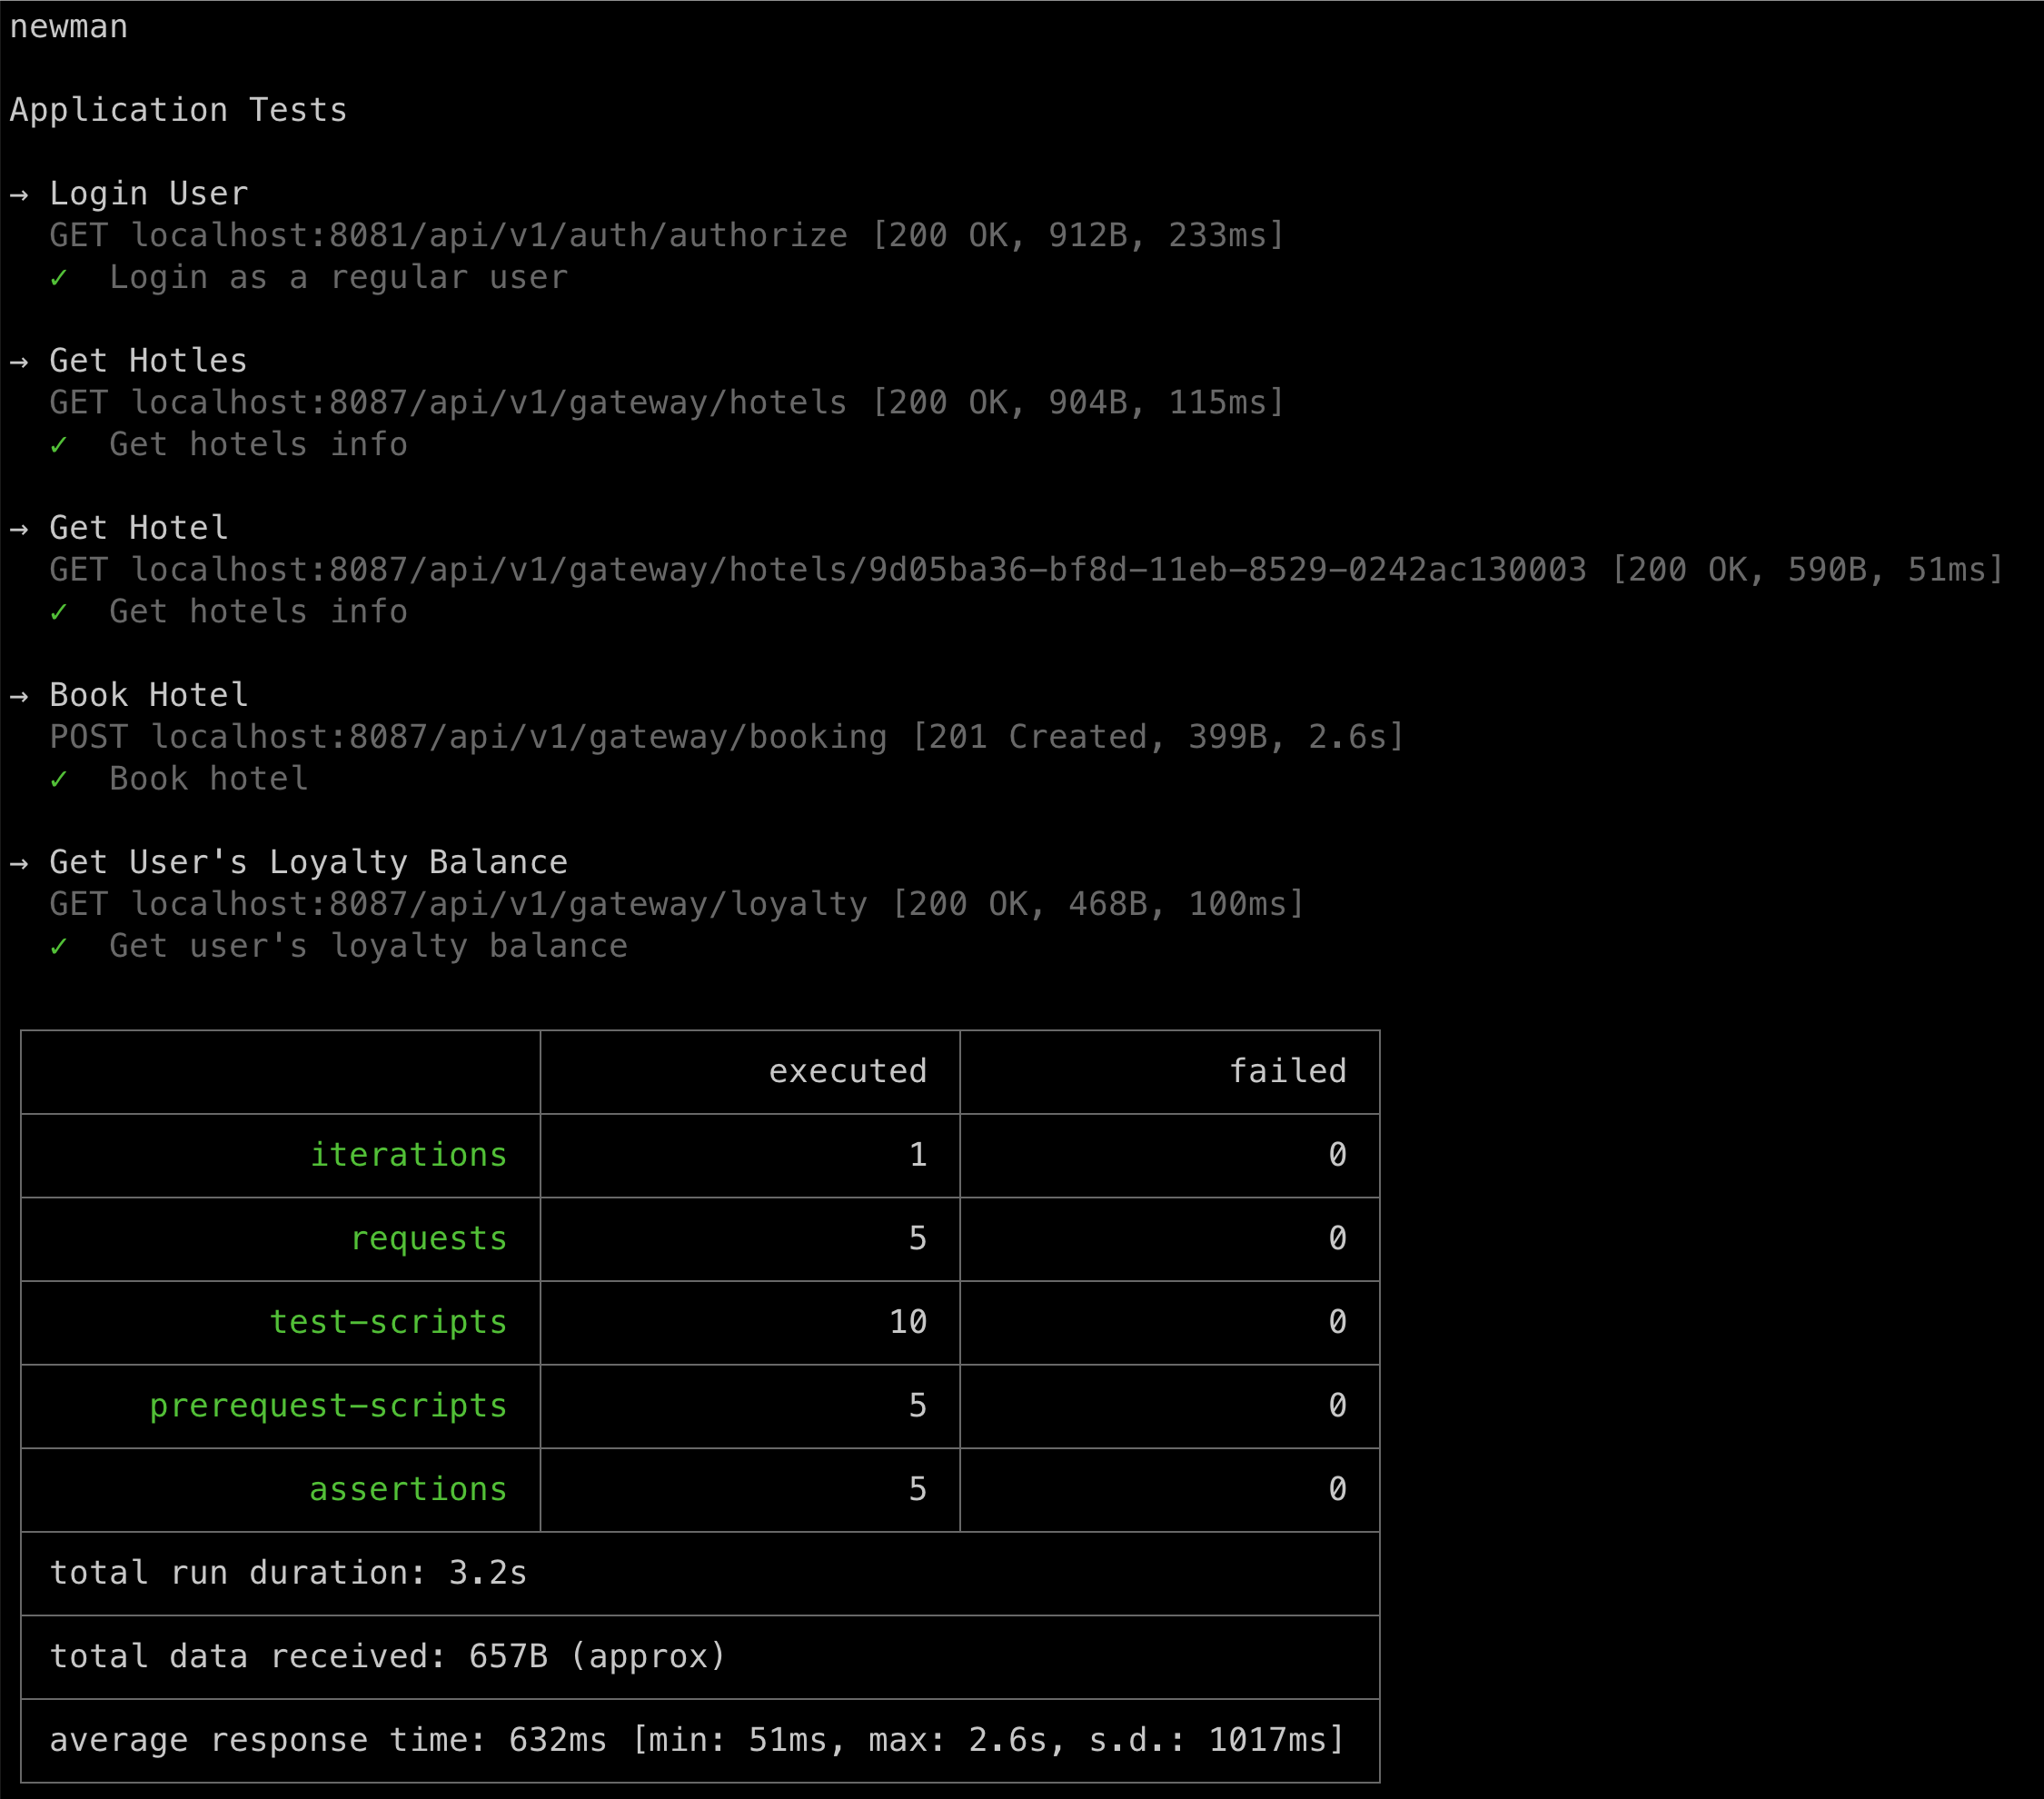 newman
Application Tests
→ Login User
GET localhost:8081/api/v1/auth/authorize [200 OK, 912B, 233ms]
✓ Login as a regular user
→ Get Hotles
GET localhost:8087/api/v1/gateway/hotels [200 OK, 904B, 115ms]
✓ Get hotels info
→ Get Hotel
GET localhost:8087/api/v1/gateway/hotels/9d05ba36-bf8d-11eb-8529-0242ac130003 [200 OK, 590B, 51ms]
✓ Get hotels info
→ Book Hotel
POST localhost:8087/api/v1/gateway/booking [201 Created, 399B, 2.6s]
✓ Book hotel
→ Get User's Loyalty Balance
GET localhost:8087/api/v1/gateway/loyalty [200 OK, 468B, 100ms]
✓ Get user's loyalty balance
executed failed
iterations 1 0
requests 5 0
test-scripts 10 0
prerequest-scripts 5 0
assertions 5 0
total run duration: 3.2s
total data received: 657B (approx)
average response time: 632ms [min: 51ms, max: 2.6s, s.d.: 1017ms]